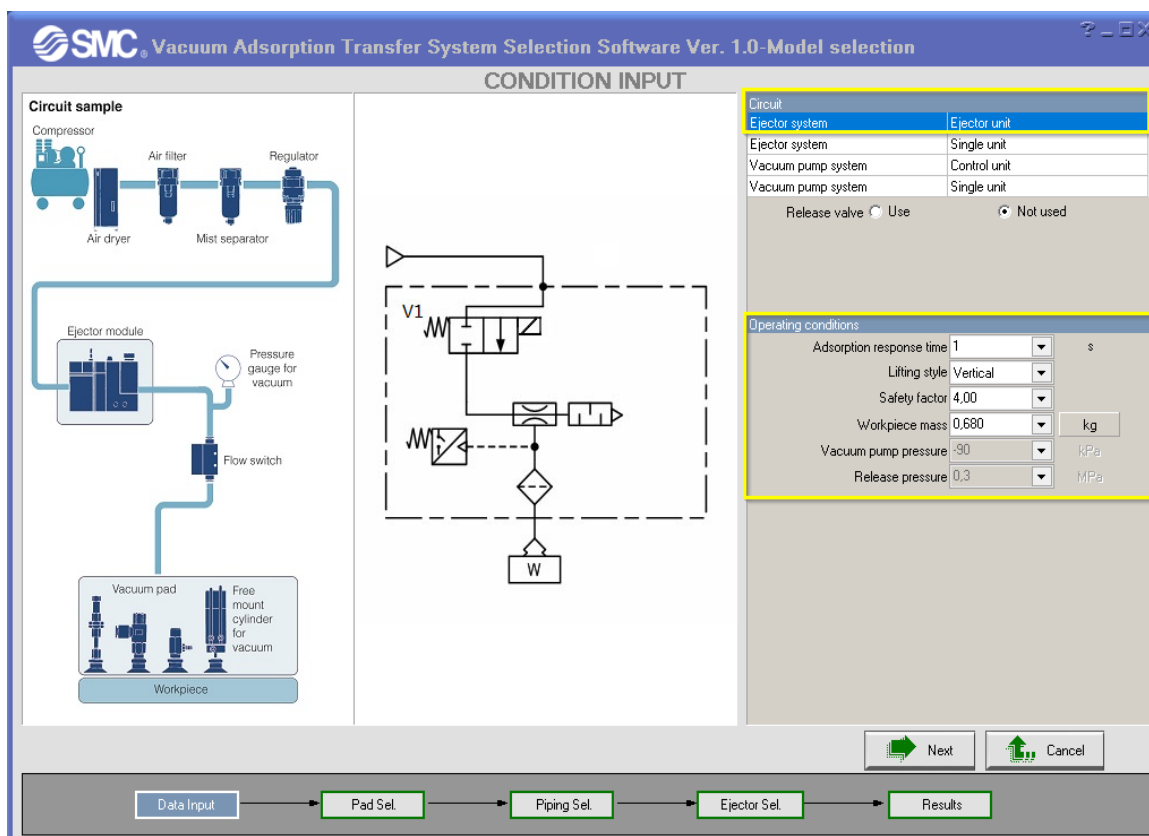 SMC® Vacuum Adsorption Transfer System Selection Software Ver. 1.0-Model selection
CONDITION INPUT
Circuit sample
Compressor
Air filter
Regulator
Air dryer
Mist separator
Ejector module
Pressure
gauge for
vacuum
Flow switch
Vacuum pad
Free
mount
cylinder
for
vacuum
Workpiece
V1
W
Circuit
Ejector system Ejector unit
Ejector system Single unit
Vacuum pump system Control unit
Vacuum pump system Single unit
Release valve Use Not used
Operating conditions
Adsorption response time 1 s
Lifting style Vertical
Safety factor 4,00
Workpiece mass 0,680 kg
Vacuum pump pressure -90 kPa
Release pressure 0,3 MPa
Next
Cancel
Data Input
Pad Sel.
Piping Sel.
Ejector Sel.
Results